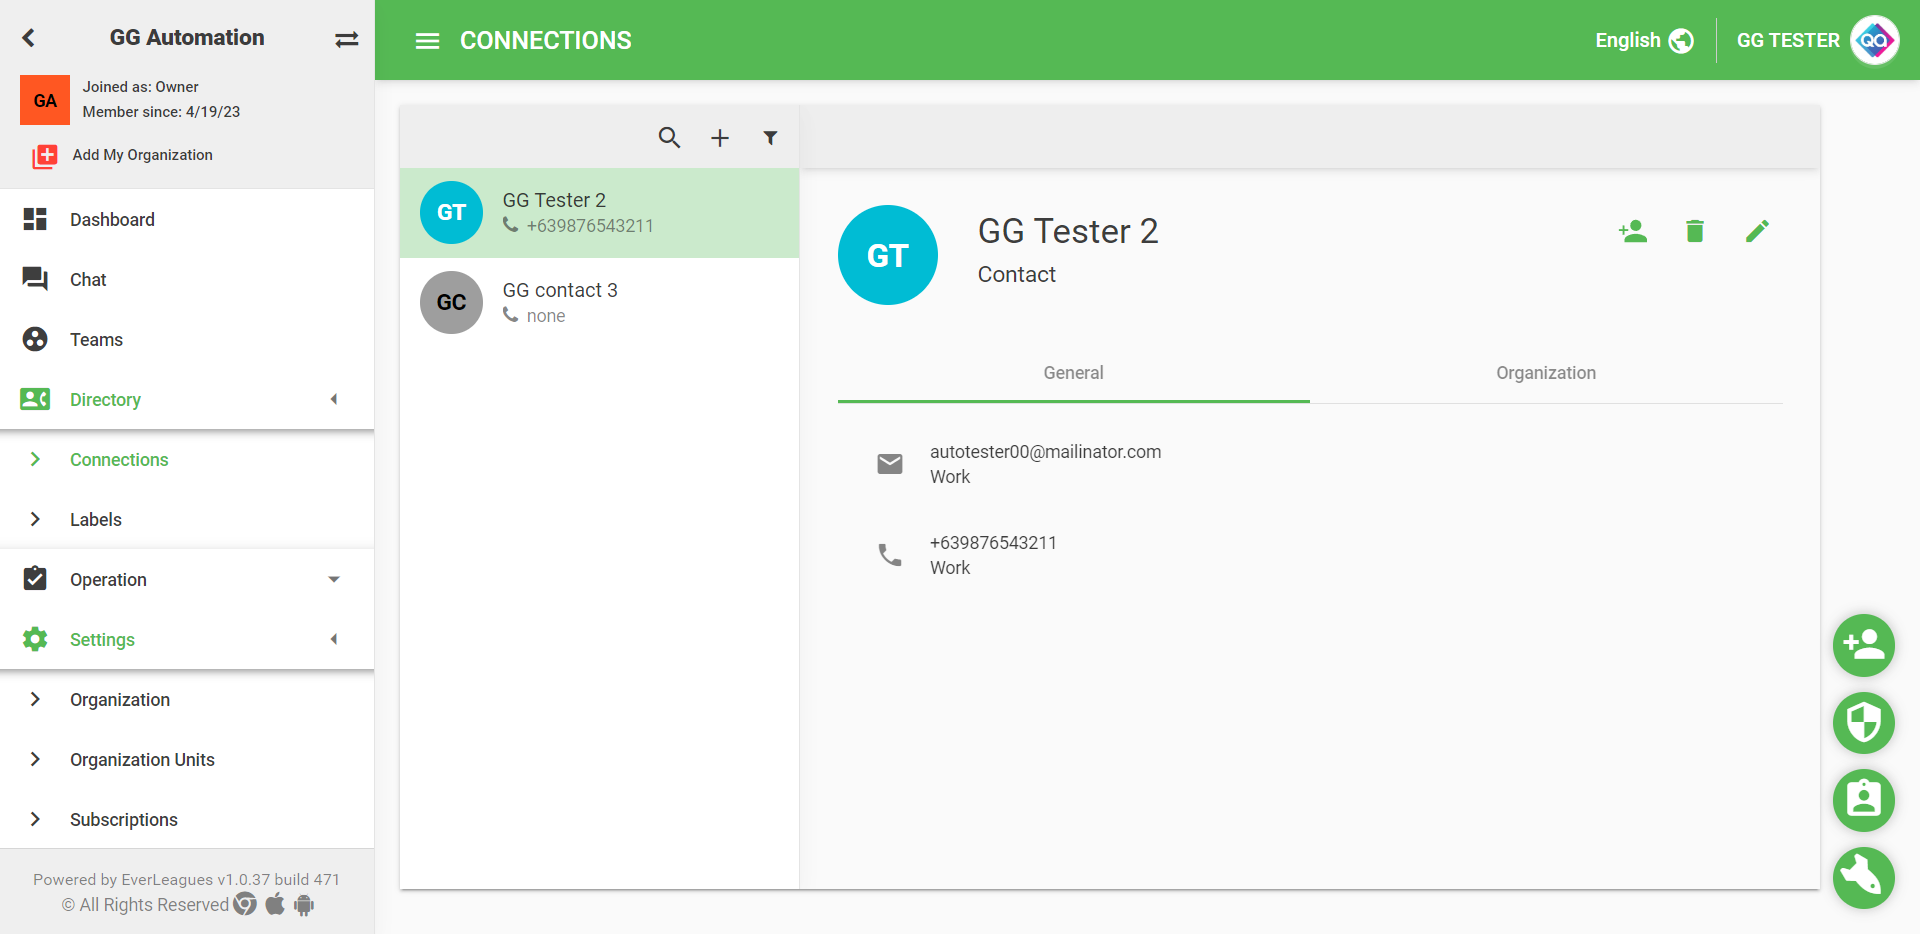 GG Automation
GA
Joined as: Owner
Member since: 4/19/23
Add My Organization
Dashboard
Chat
Teams
Directory
Connections
Labels
Operation
Settings
Organization
Organization Units
Subscriptions
Powered by EverLeagues v1.0.37 build 471
© All Rights Reserved
CONNECTIONS
English
GG TESTER
QA
GT
GG Tester 2
+639876543211
GC
GG contact 3
none
GT
GG Tester 2
Contact
General
Organization
autotester00@mailinator.com
Work
+639876543211
Work